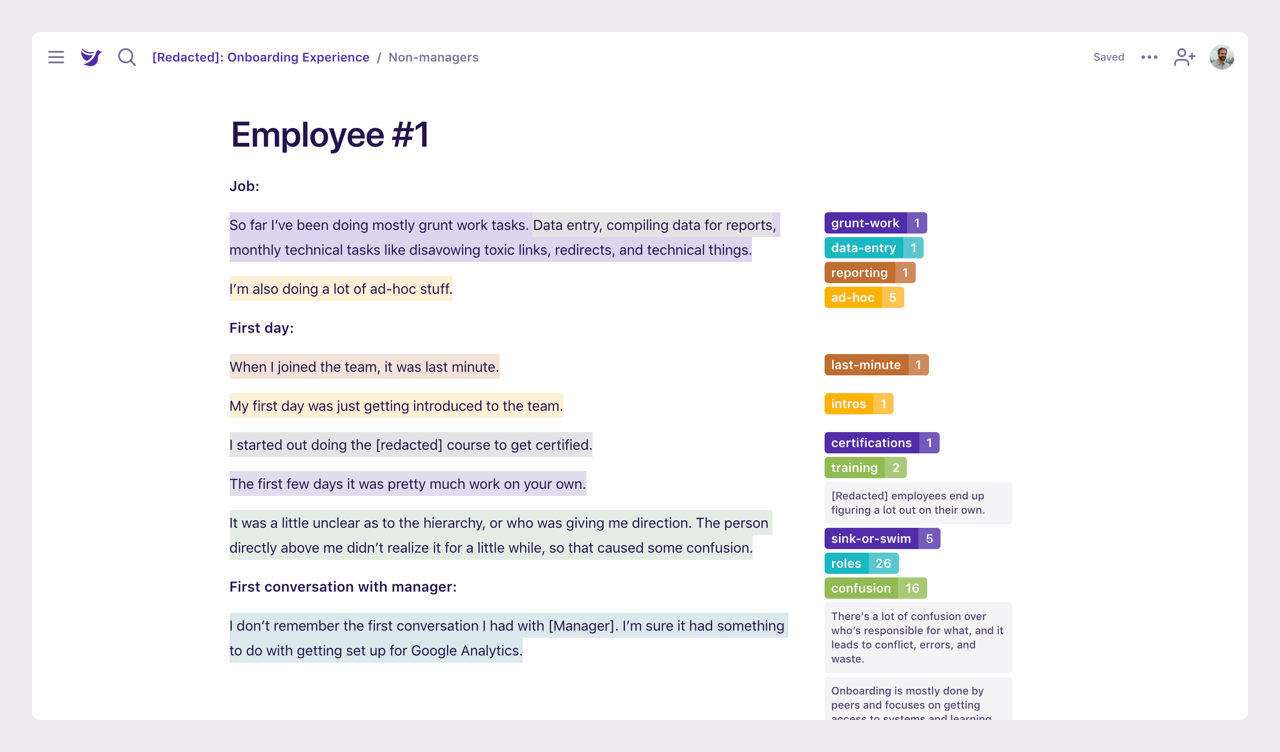 [Redacted]: Onboarding Experience / Non-managers
Saved
Employee #1
Job:
So far I’ve been doing mostly grunt work tasks. Data entry, compiling data for reports,
monthly technical tasks like disavowing toxic links, redirects, and technical things.
I’m also doing a lot of ad-hoc stuff.
grunt-work 1
data-entry 1
reporting 1
ad-hoc 5
First day:
When I joined the team, it was last minute.
last-minute 1
My first day was just getting introduced to the team.
intros 1
I started out doing the [redacted] course to get certified.
certifications 1
training 2
The first few days it was pretty much work on your own.
[Redacted] employees end up
figuring a lot out on their own.
It was a little unclear as to the hierarchy, or who was giving me direction. The person
directly above me didn’t realize it for a little while, so that caused some confusion.
sink-or-swim 5
roles 26
confusion 16
First conversation with manager:
I don’t remember the first conversation I had with [Manager]. I’m sure it had something
to do with getting set up for Google Analytics.
There's a lot of confusion over
who’s responsible for what, and it
leads to conflict, errors, and
waste.
Onboarding is mostly done by
peers and focuses on getting
access to systems and learning